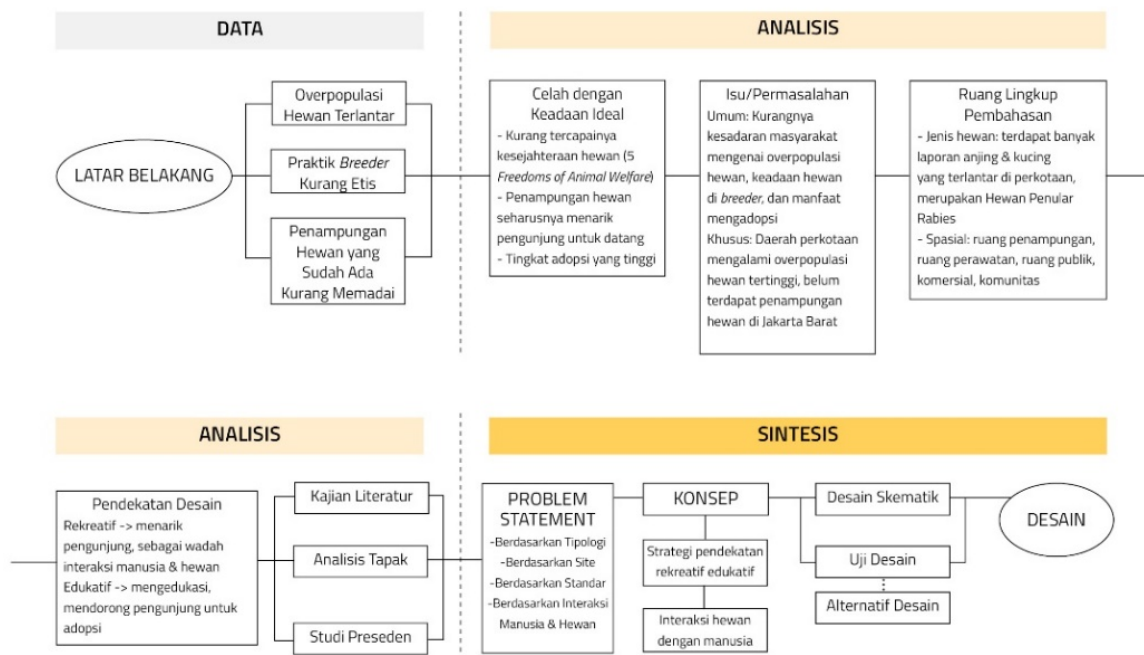 DATA
ANALISIS
LATAR BELAKANG
Overpopulasi
Hewan Terlantar
Praktik Breeder
Kurang Etis
Penampungan
Hewan yang
Sudah Ada
Kurang Memadai
Celah dengan
Keadaan Ideal
- Kurang tercapainya
kesejahteraan hewan (5
Freedoms of Animal Welfare)
- Penampungan hewan
seharusnya menarik
pengunjung untuk datang
- Tingkat adopsi yang tinggi
Isu/Permasalahan
Umum: Kurangnya
kesadaran masyarakat
mengenai overpopulasi
hewan, keadaan hewan
di breeder, dan manfaat
mengadopsi
Khusus: Daerah perkotaan
mengalami overpopulasi
hewan tertinggi, belum
terdapat penampungan
hewan di Jakarta Barat
Ruang Lingkup
Pembahasan
- Jenis hewan: terdapat banyak
laporan anjing & kucing
yang terlantar di perkotaan,
merupakan Hewan Penular
Rabies
- Spasial: ruang penampungan,
ruang perawatan, ruang publik,
komersial, komunitas
ANALISIS
SINTESIS
Pendekatan Desain
Rekreatif -> menarik
pengunjung, sebagai wadah
interaksi manusia & hewan
Edukatif -> mengedukasi,
mendorong pengunjung untuk
adopsi
Kajian Literatur
Analisis Tapak
Studi Preseden
PROBLEM
STATEMENT
-Berdasarkan Tipologi
-Berdasarkan Site
-Berdasarkan Standar
-Berdasarkan Interaksi
Manusia & Hewan
KONSEP
Strategi pendekatan
rekreatif edukatif
Interaksi hewan
dengan manusia
Desain Skematik
Uji Desain
Alternatif Desain
DESAIN